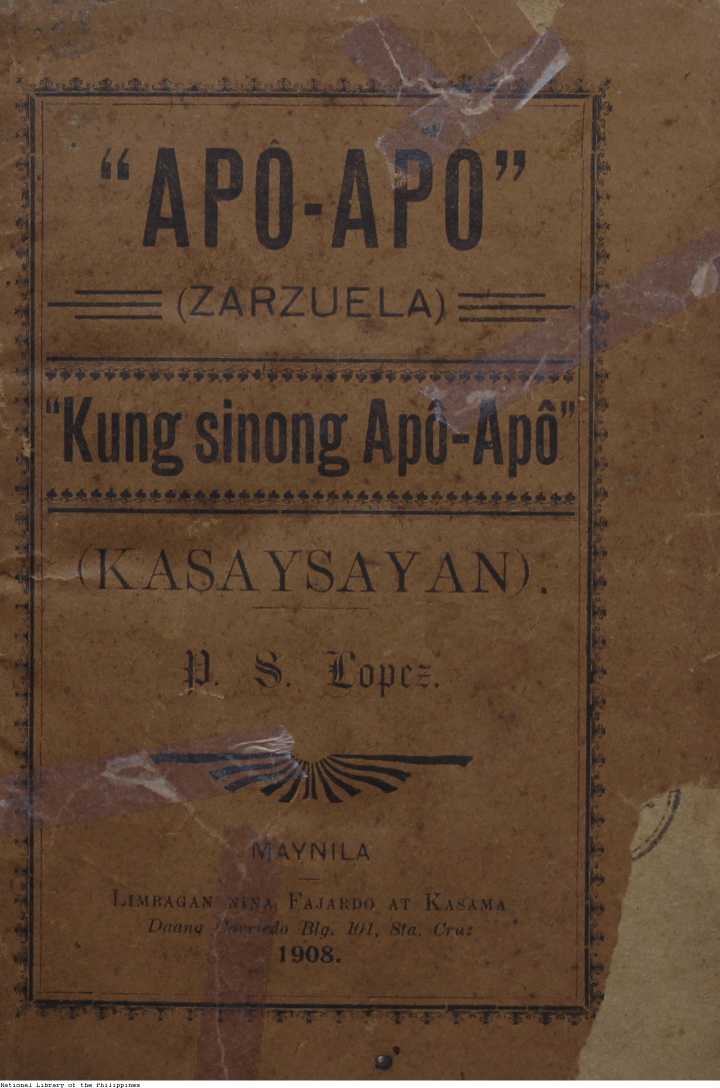 “APÔ-APÔ”
(ZARZUELA)
“Kung sinong Apô-Apô”
(KASAYSAYAN).
P. S. Lopez.
MAYNILA
LIMBAGAN NINA FAJARDO AT KASAMA
Daang Carriedo Blg. 101, Sta. Cruz
1908.
National Library of the Philippines